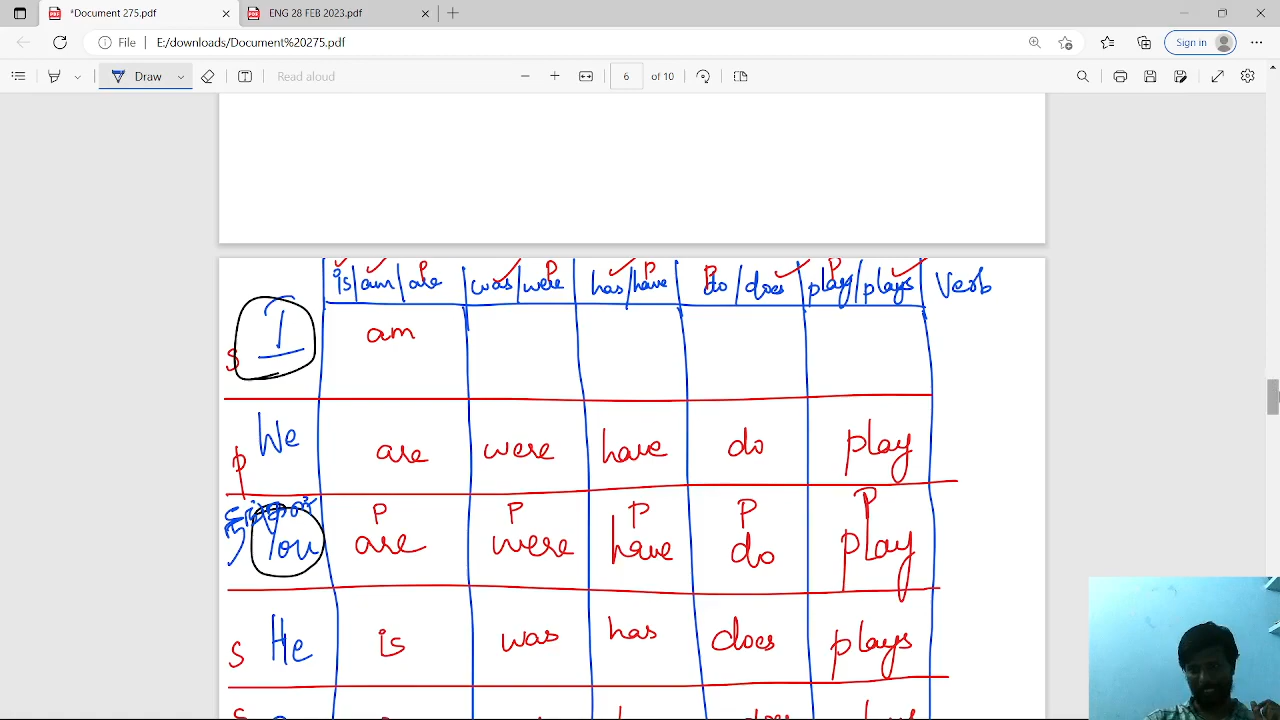 *Document 275.pdf
ENG 28 FEB 2023.pdf
File E:/downloads/Document%20275.pdf
Sign in
Draw
Read aloud
6 of 10
is/am/are was/were has/have do/does play/plays Verb
P P P P P
S I am
P We are were have do play
P P P P P
You are were have do play
S He is was has does plays
S